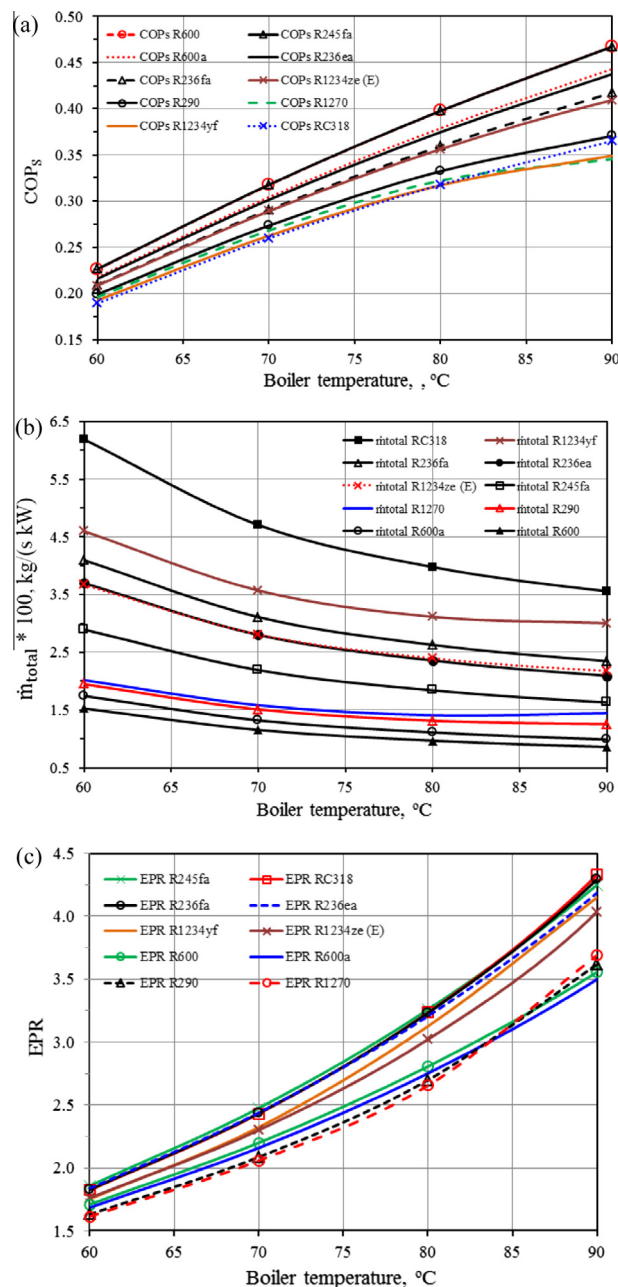 (a)
COPs R600 COPs R245fa
COPs R600a COPs R236ea
COPs R236fa COPs R1234ze (E)
COPs R290 COPs R1270
COPs R1234yf COPs RC318
0.50
0.45
0.40
0.35
0.30
0.25
0.20
0.15
COPS
60 65 70 75 80 85 90
Boiler temperature, , ºC
(b)
ṁtotal RC318 ṁtotal R1234yf
ṁtotal R236fa ṁtotal R236ea
ṁtotal R1234ze (E) ṁtotal R245fa
ṁtotal R1270 ṁtotal R290
ṁtotal R600a ṁtotal R600
6.5
5.5
4.5
3.5
2.5
1.5
0.5
ṁtotal * 100, kg/(s kW)
60 65 70 75 80 85 90
Boiler temperature, ºC
(c)
EPR R245fa EPR RC318
EPR R236fa EPR R236ea
EPR R1234yf EPR R1234ze (E)
EPR R600 EPR R600a
EPR R290 EPR R1270
4.5
4.0
3.5
3.0
2.5
2.0
1.5
EPR
60 65 70 75 80 85 90
Boiler temperature, ºC